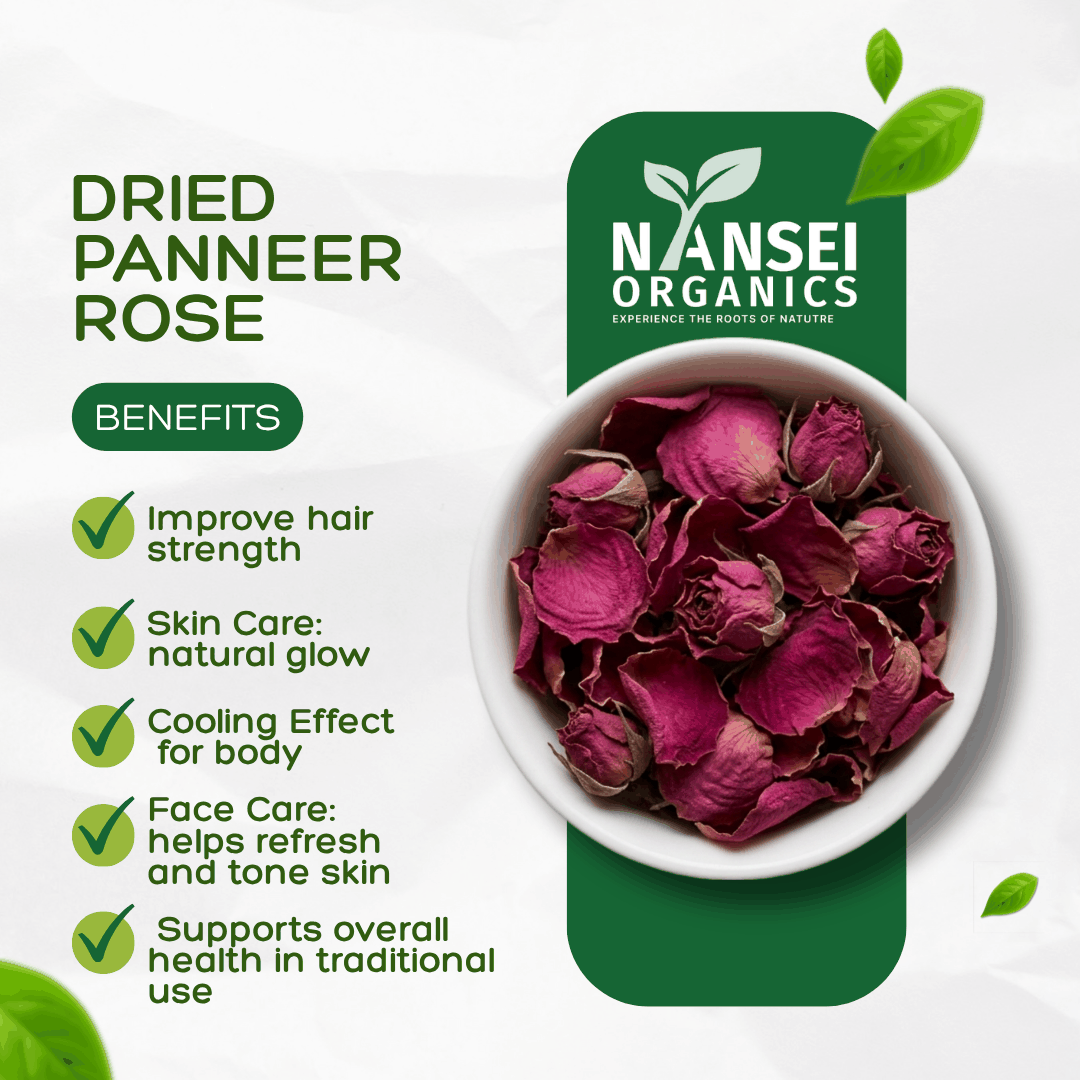 DRIED
PANNEER
ROSE
BENEFITS
Improve hair
strength
Skin Care:
natural glow
Cooling Effect
for body
Face Care:
helps refresh
and tone skin
Supports overall
health in traditional
use
NANSEI
ORGANICS
EXPERIENCE THE ROOTS OF NATUTRE